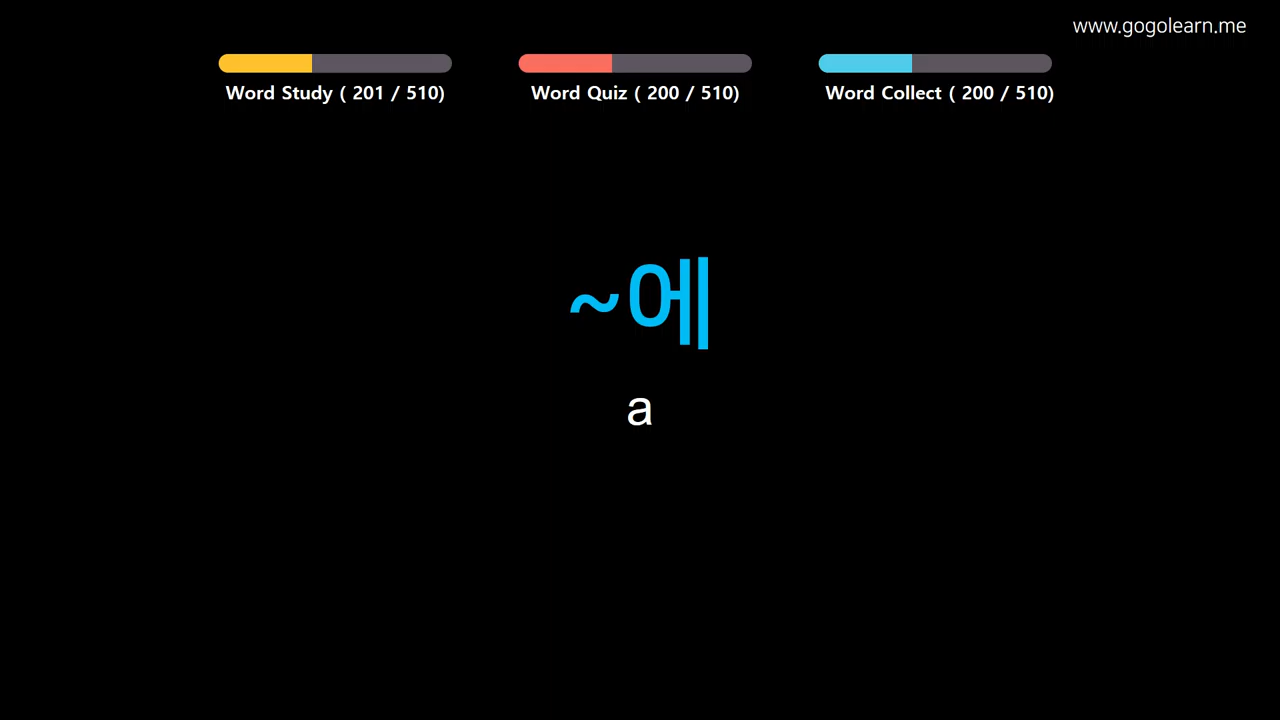 www.gogolearn.me
Word Study ( 201 / 510)
Word Quiz ( 200 / 510)
Word Collect ( 200 / 510)
~에
a